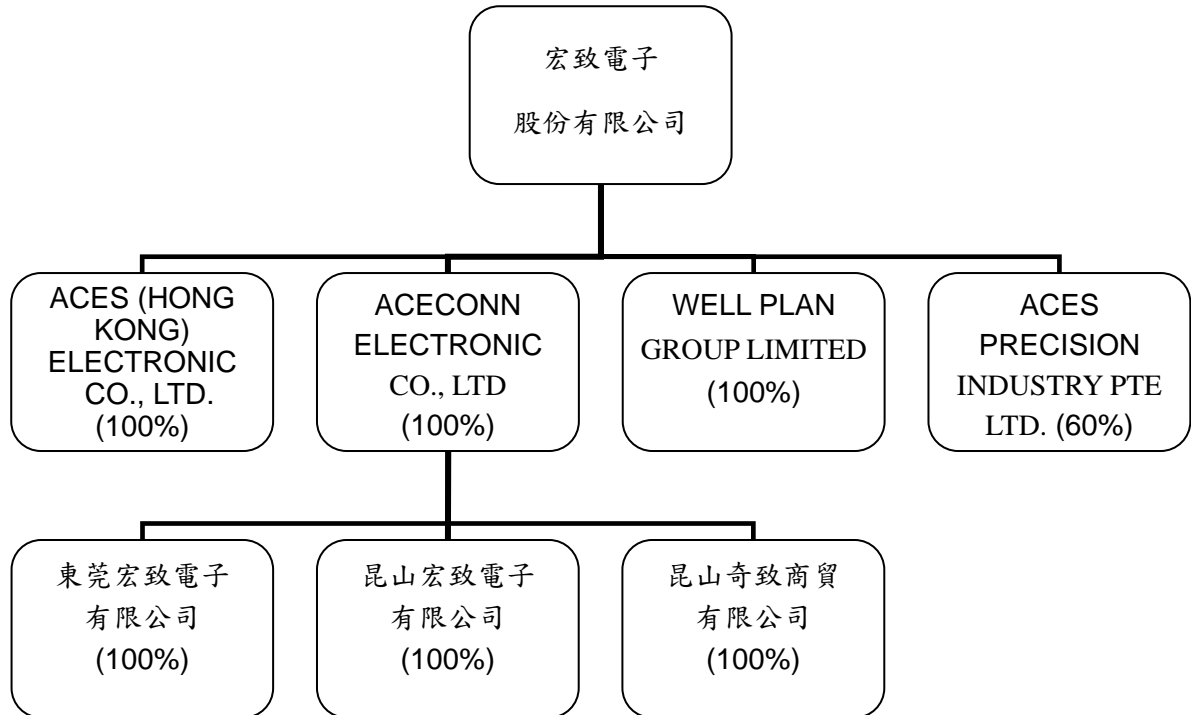 宏致電子
股份有限公司
ACES (HONG
KONG)
ELECTRONIC
CO., LTD.
(100%)
ACECONN
ELECTRONIC
CO., LTD
(100%)
WELL PLAN
GROUP LIMITED
(100%)
ACES
PRECISION
INDUSTRY PTE
LTD. (60%)
東莞宏致電子
有限公司
(100%)
昆山宏致電子
有限公司
(100%)
昆山奇致商貿
有限公司
(100%)